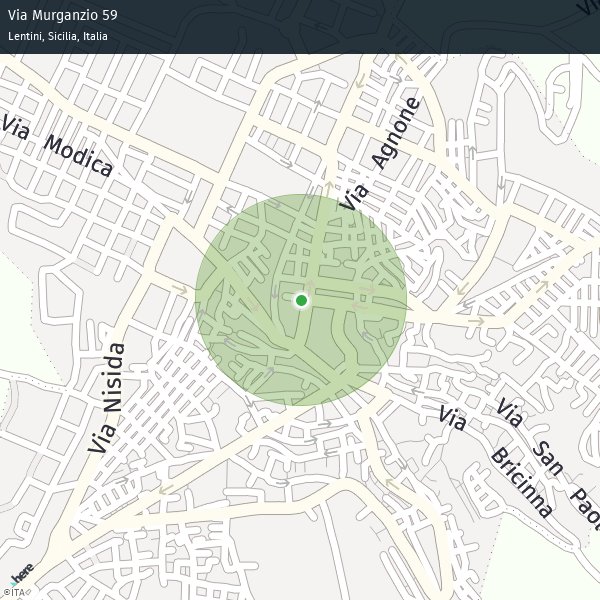 Via Murganzio 59
Lentini, Sicilia, Italia
Via Agnone
Via Modica
Via Nisida
Via Bricinna
Via San Paol
here
©ITA